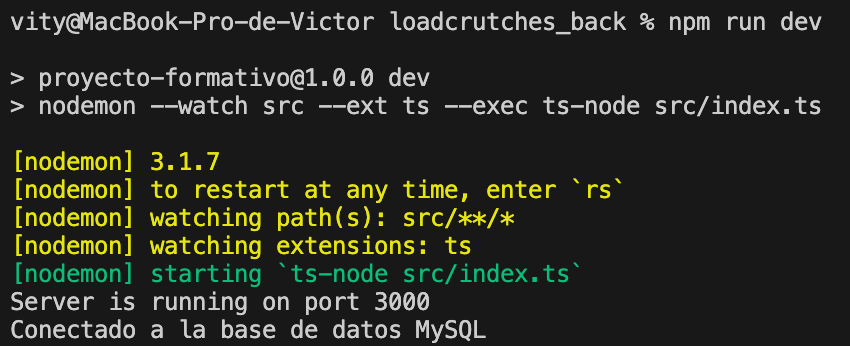 vity@MacBook-Pro-de-Victor loadcrutches_back % npm run dev
> proyecto-formativo@1.0.0 dev
> nodemon --watch src --ext ts --exec ts-node src/index.ts
[nodemon] 3.1.7
[nodemon] to restart at any time, enter `rs`
[nodemon] watching path(s): src/**/*
[nodemon] watching extensions: ts
[nodemon] starting `ts-node src/index.ts`
Server is running on port 3000
Conectado a la base de datos MySQL